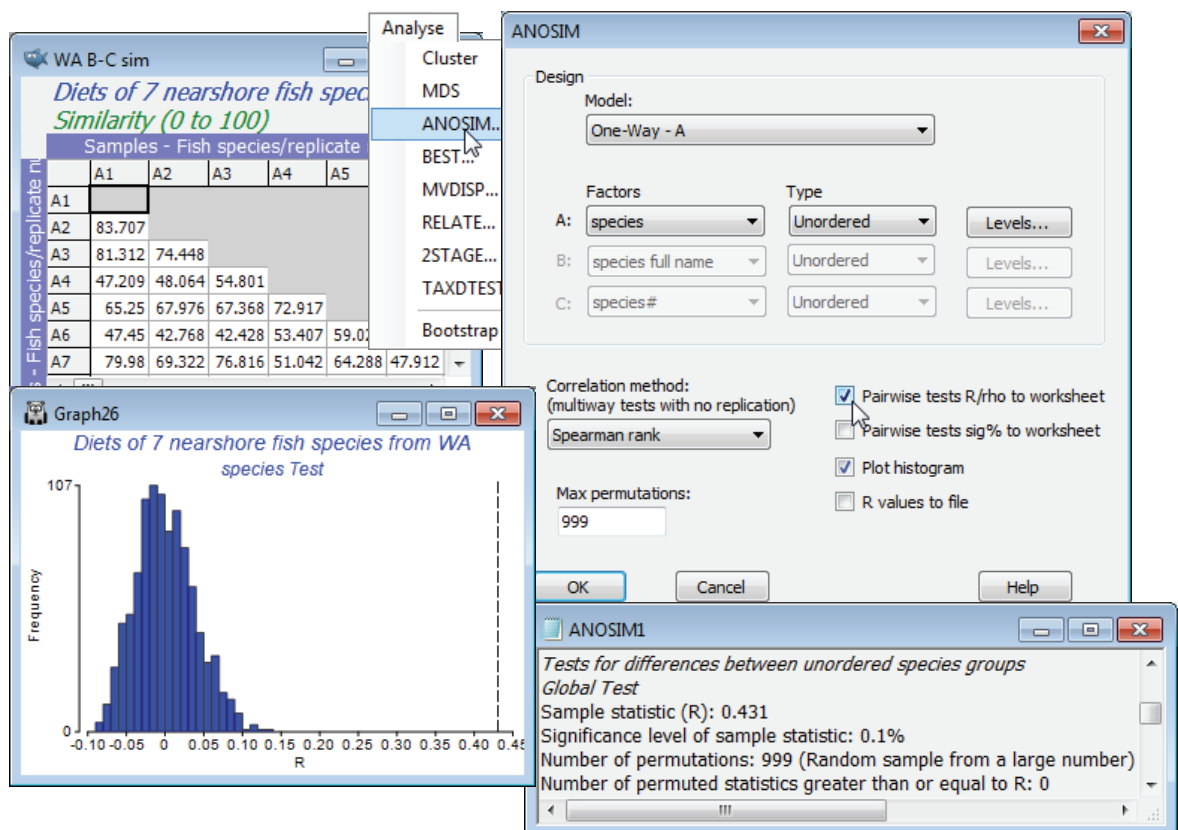 WA B-C sim
Diets of 7 nearshore fish spec
Similarity (0 to 100)
Samples - Fish species/replicate
- Fish species/replicate nu
A1 A2 A3 A4 A5
A1
A2 83.707
A3 81.312 74.448
A4 47.209 48.064 54.801
A5 65.25 67.976 67.368 72.917
A6 47.45 42.768 42.428 53.407 59.02
A7 79.98 69.322 76.816 51.042 64.288 47.912
Analyse
Cluster
MDS
ANOSIM...
BEST...
MVDISP...
RELATE...
2STAGE...
TAXDTEST
Bootstrap
ANOSIM
Design
Model:
One-Way - A
Factors Type
A: species Unordered Levels...
B: species full name Unordered Levels...
C: species# Unordered Levels...
Correlation method:
(multiway tests with no replication)
Spearman rank
Max permutations:
999
Pairwise tests R/rho to worksheet
Pairwise tests sig% to worksheet
Plot histogram
R values to file
OK Cancel Help
Graph26
Diets of 7 nearshore fish species from WA
species Test
107
0
Frequency
-0.10 -0.05 0 0.05 0.10 0.15 0.20 0.25 0.30 0.35 0.40 0.45
R
ANOSIM1
Tests for differences between unordered species groups
Global Test
Sample statistic (R): 0.431
Significance level of sample statistic: 0.1%
Number of permutations: 999 (Random sample from a large number)
Number of permuted statistics greater than or equal to R: 0